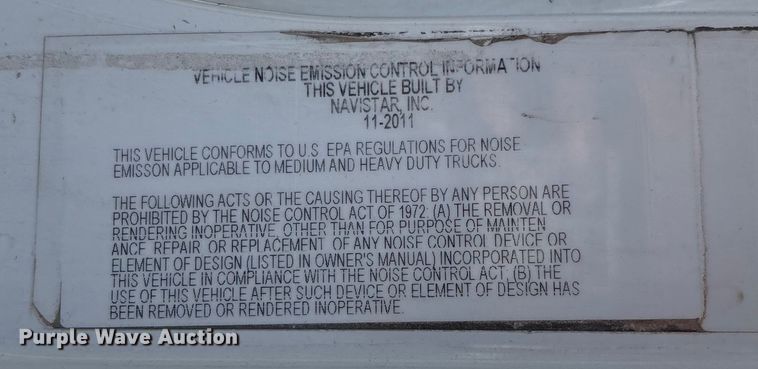 VEHICLE NOISE EMISSION CONTROL INFORMATION
THIS VEHICLE BUILT BY
NAVISTAR, INC.
11-2011
THIS VEHICLE CONFORMS TO U.S. EPA REGULATIONS FOR NOISE
EMISSON APPLICABLE TO MEDIUM AND HEAVY DUTY TRUCKS.
THE FOLLOWING ACTS OR THE CAUSING THEREOF BY ANY PERSON ARE
PROHIBITED BY THE NOISE CONTROL ACT OF 1972: (A) THE REMOVAL OR
RENDERING INOPERATIVE, OTHER THAN FOR PURPOSE OF MAINTEN
ANCE, REPAIR, OR REPLACEMENT OF ANY NOISE CONTROL DEVICE OR
ELEMENT OF DESIGN (LISTED IN OWNER'S MANUAL) INCORPORATED INTO
THIS VEHICLE IN COMPLIANCE WITH THE NOISE CONTROL ACT; (B) THE
USE OF THIS VEHICLE AFTER SUCH DEVICE OR ELEMENT OF DESIGN HAS
BEEN REMOVED OR RENDERED INOPERATIVE.
Purple Wave Auction